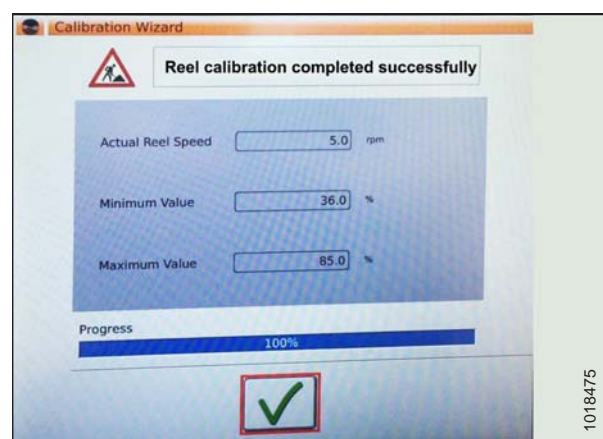 Calibration Wizard
Reel calibration completed successfully
Actual Reel Speed 5.0 rpm
Minimum Value 36.0 %
Maximum Value 85.0 %
Progress
100%
1018475